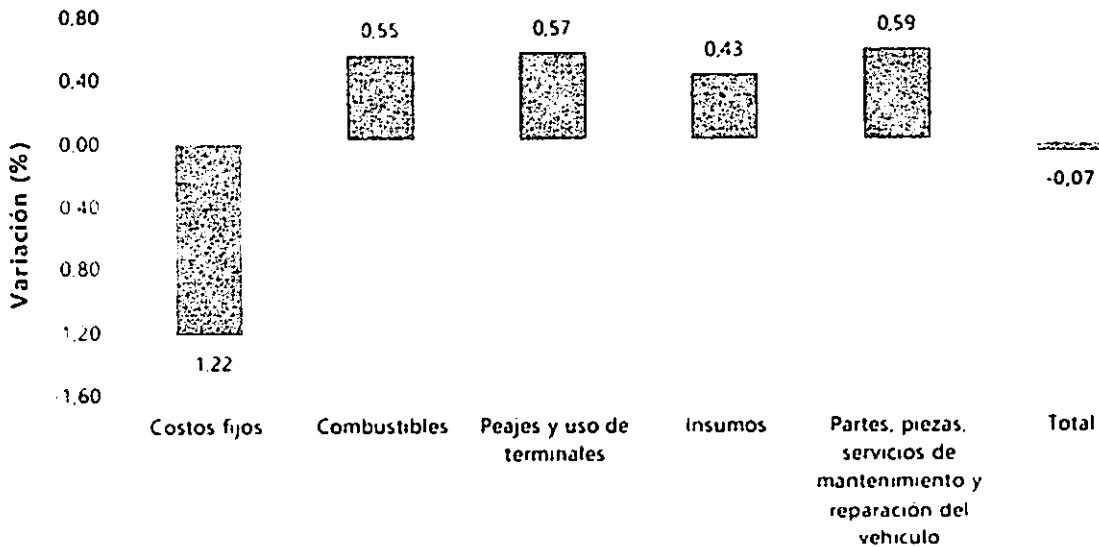 0.80
0.40
0.00
0.40
0.80
1.20
-1.60
Variación (%)
0,55
0,57
0,43
0,59
1.22
-0,07
Costos fijos
Combustibles
Peajes y uso de
terminales
Insumos
Partes, piezas,
servicios de
mantenimiento y
reparación del
vehículo
Total